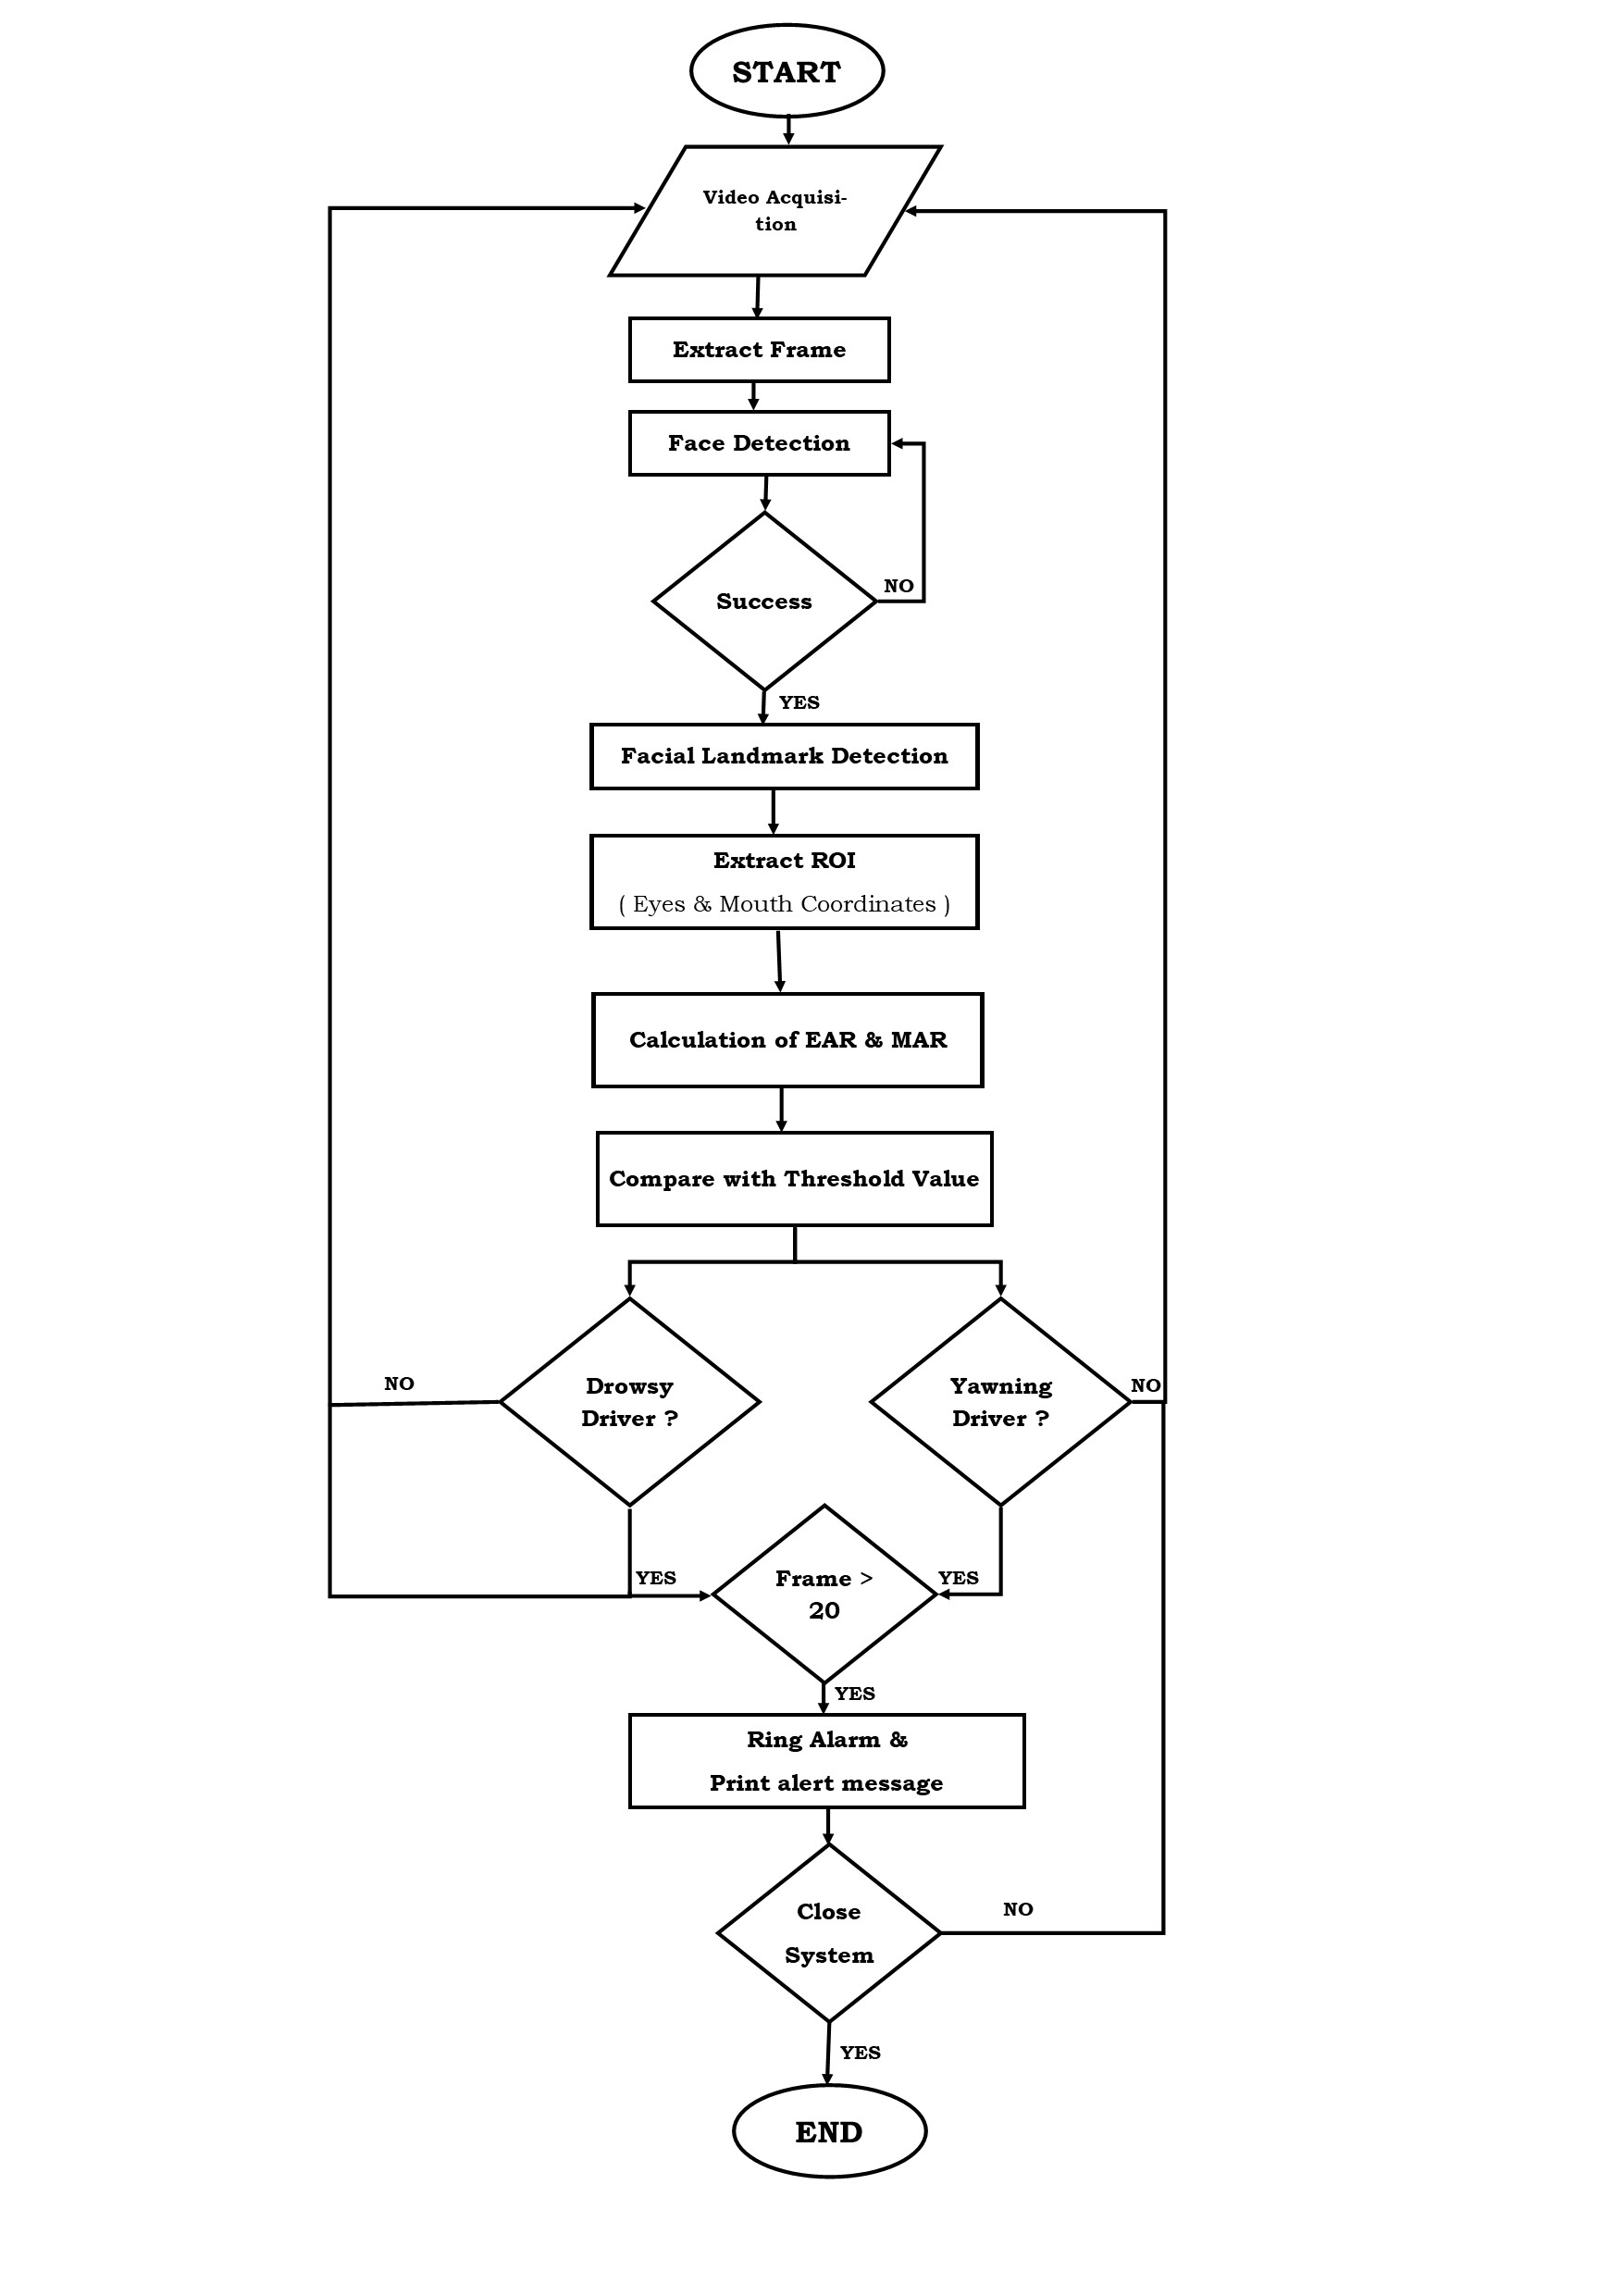 START
Video Acquisi-
tion
Extract Frame
Face Detection
Success
NO
YES
Facial Landmark Detection
Extract ROI
( Eyes & Mouth Coordinates )
Calculation of EAR & MAR
Compare with Threshold Value
NO
Drowsy
Driver ?
Yawning
Driver ?
NO
YES
Frame >
20
YES
YES
Ring Alarm &
Print alert message
Close
System
NO
YES
END